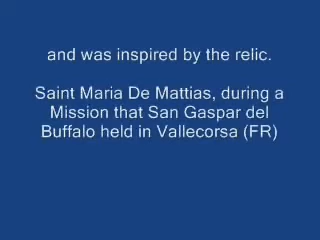 and was inspired by the relic.
Saint Maria De Mattias, during a
Mission that San Gaspar del
Buffalo held in Vallecorsa (FR)